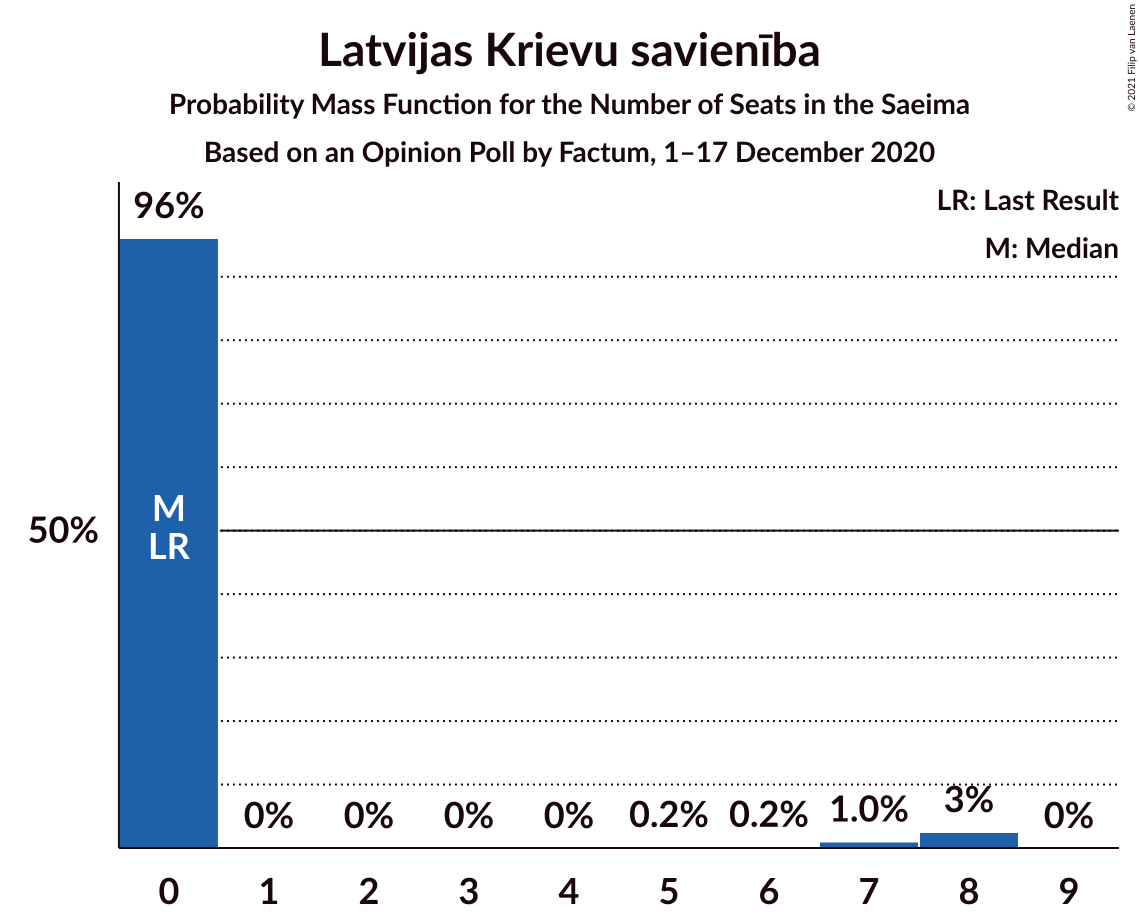 Latvijas Krievu savienība
Probability Mass Function for the Number of Seats in the Saeima
Based on an Opinion Poll by Factum, 1–17 December 2020
© 2021 Filip van Laenen
LR: Last Result
M: Median
96%
M
LR
50%
0% 0% 0% 0% 0.2% 0.2% 1.0% 3% 0%
0 1 2 3 4 5 6 7 8 9